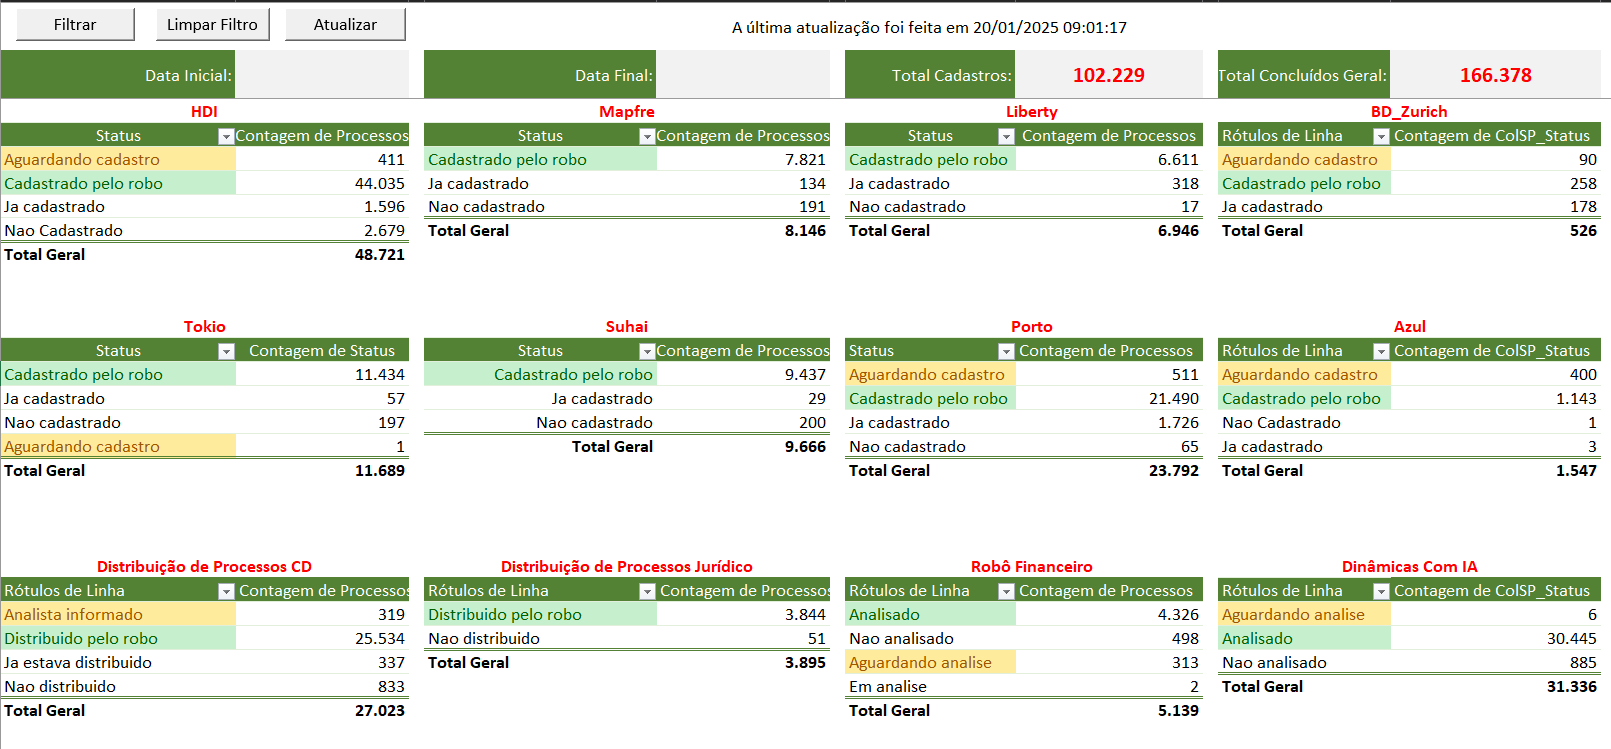 Filtrar Limpar Filtro Atualizar A última atualização foi feita em 20/01/2025 09:01:17
Data Inicial: Data Final: Total Cadastros: 102.229 Total Concluídos Geral: 166.378
HDI
Status Contagem de Processos
Aguardando cadastro 411
Cadastrado pelo robo 44.035
Ja cadastrado 1.596
Nao Cadastrado 2.679
Total Geral 48.721
Mapfre
Status Contagem de Processos
Cadastrado pelo robo 7.821
Ja cadastrado 134
Nao cadastrado 191
Total Geral 8.146
Liberty
Status Contagem de Processos
Cadastrado pelo robo 6.611
Ja cadastrado 318
Nao cadastrado 17
Total Geral 6.946
BD_Zurich
Rótulos de Linha Contagem de ColSP_Status
Aguardando cadastro 90
Cadastrado pelo robo 258
Ja cadastrado 178
Total Geral 526
Tokio
Status Contagem de Status
Cadastrado pelo robo 11.434
Ja cadastrado 57
Nao cadastrado 197
Aguardando cadastro 1
Total Geral 11.689
Suhai
Status Contagem de Processos
Cadastrado pelo robo 9.437
Ja cadastrado 29
Nao cadastrado 200
Total Geral 9.666
Porto
Status Contagem de Processos
Aguardando cadastro 511
Cadastrado pelo robo 21.490
Ja cadastrado 1.726
Nao cadastrado 65
Total Geral 23.792
Azul
Rótulos de Linha Contagem de ColSP_Status
Aguardando cadastro 400
Cadastrado pelo robo 1.143
Nao Cadastrado 1
Ja cadastrado 3
Total Geral 1.547
Distribuição de Processos CD
Rótulos de Linha Contagem de Processos
Analista informado 319
Distribuido pelo robo 25.534
Ja estava distribuido 337
Nao distribuido 833
Total Geral 27.023
Distribuição de Processos Jurídico
Rótulos de Linha Contagem de Processos
Distribuido pelo robo 3.844
Nao distribuido 51
Total Geral 3.895
Robô Financeiro
Rótulos de Linha Contagem de Processos
Analisado 4.326
Nao analisado 498
Aguardando analise 313
Em analise 2
Total Geral 5.139
Dinâmicas Com IA
Rótulos de Linha Contagem de ColSP_Status
Aguardando analise 6
Analisado 30.445
Nao analisado 885
Total Geral 31.336